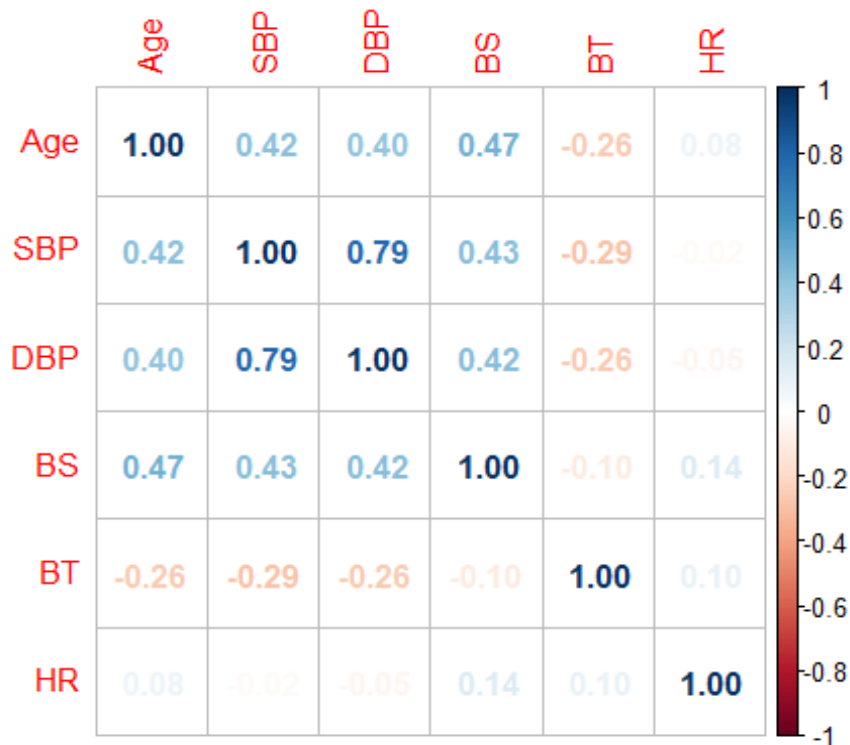 Age SBP DBP BS BT HR
Age 1.00 0.42 0.40 0.47 -0.26 0.08
SBP 0.42 1.00 0.79 0.43 -0.29 -0.02
DBP 0.40 0.79 1.00 0.42 -0.26 -0.05
BS 0.47 0.43 0.42 1.00 -0.10 0.14
BT -0.26 -0.29 -0.26 -0.10 1.00 0.10
HR 0.08 -0.02 -0.05 0.14 0.10 1.00
1
0.8
0.6
0.4
0.2
0
-0.2
-0.4
-0.6
-0.8
-1